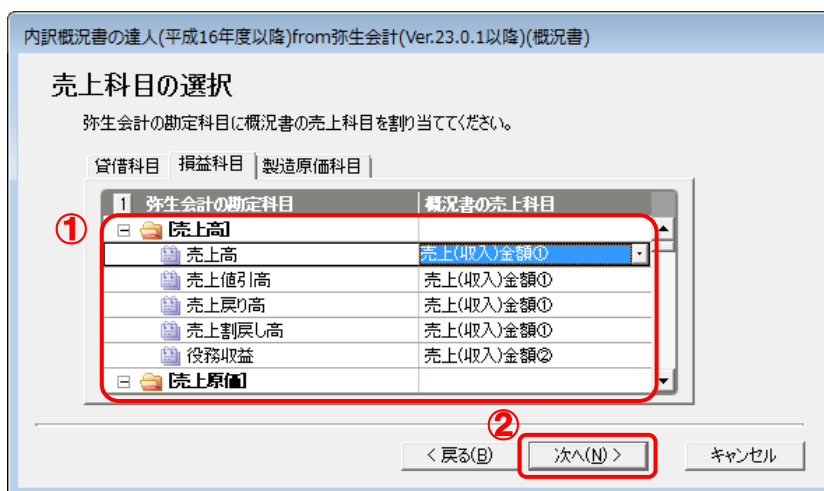 内訳概況書の達人(平成16年度以降)from弥生会計(Ver.23.0.1以降)(概況書)
売上科目の選択
弥生会計の勘定科目に概況書の売上科目を割り当ててください。
貸借科目 損益科目 製造原価科目
1 弥生会計の勘定科目 概況書の売上科目
①
[売上高]
売上高 売上(収入)金額①
売上値引高 売上(収入)金額①
売上戻り高 売上(収入)金額①
売上割戻し高 売上(収入)金額①
役務収益 売上(収入)金額②
[売上原価]
②
< 戻る(B) 次へ(N) > キャンセル